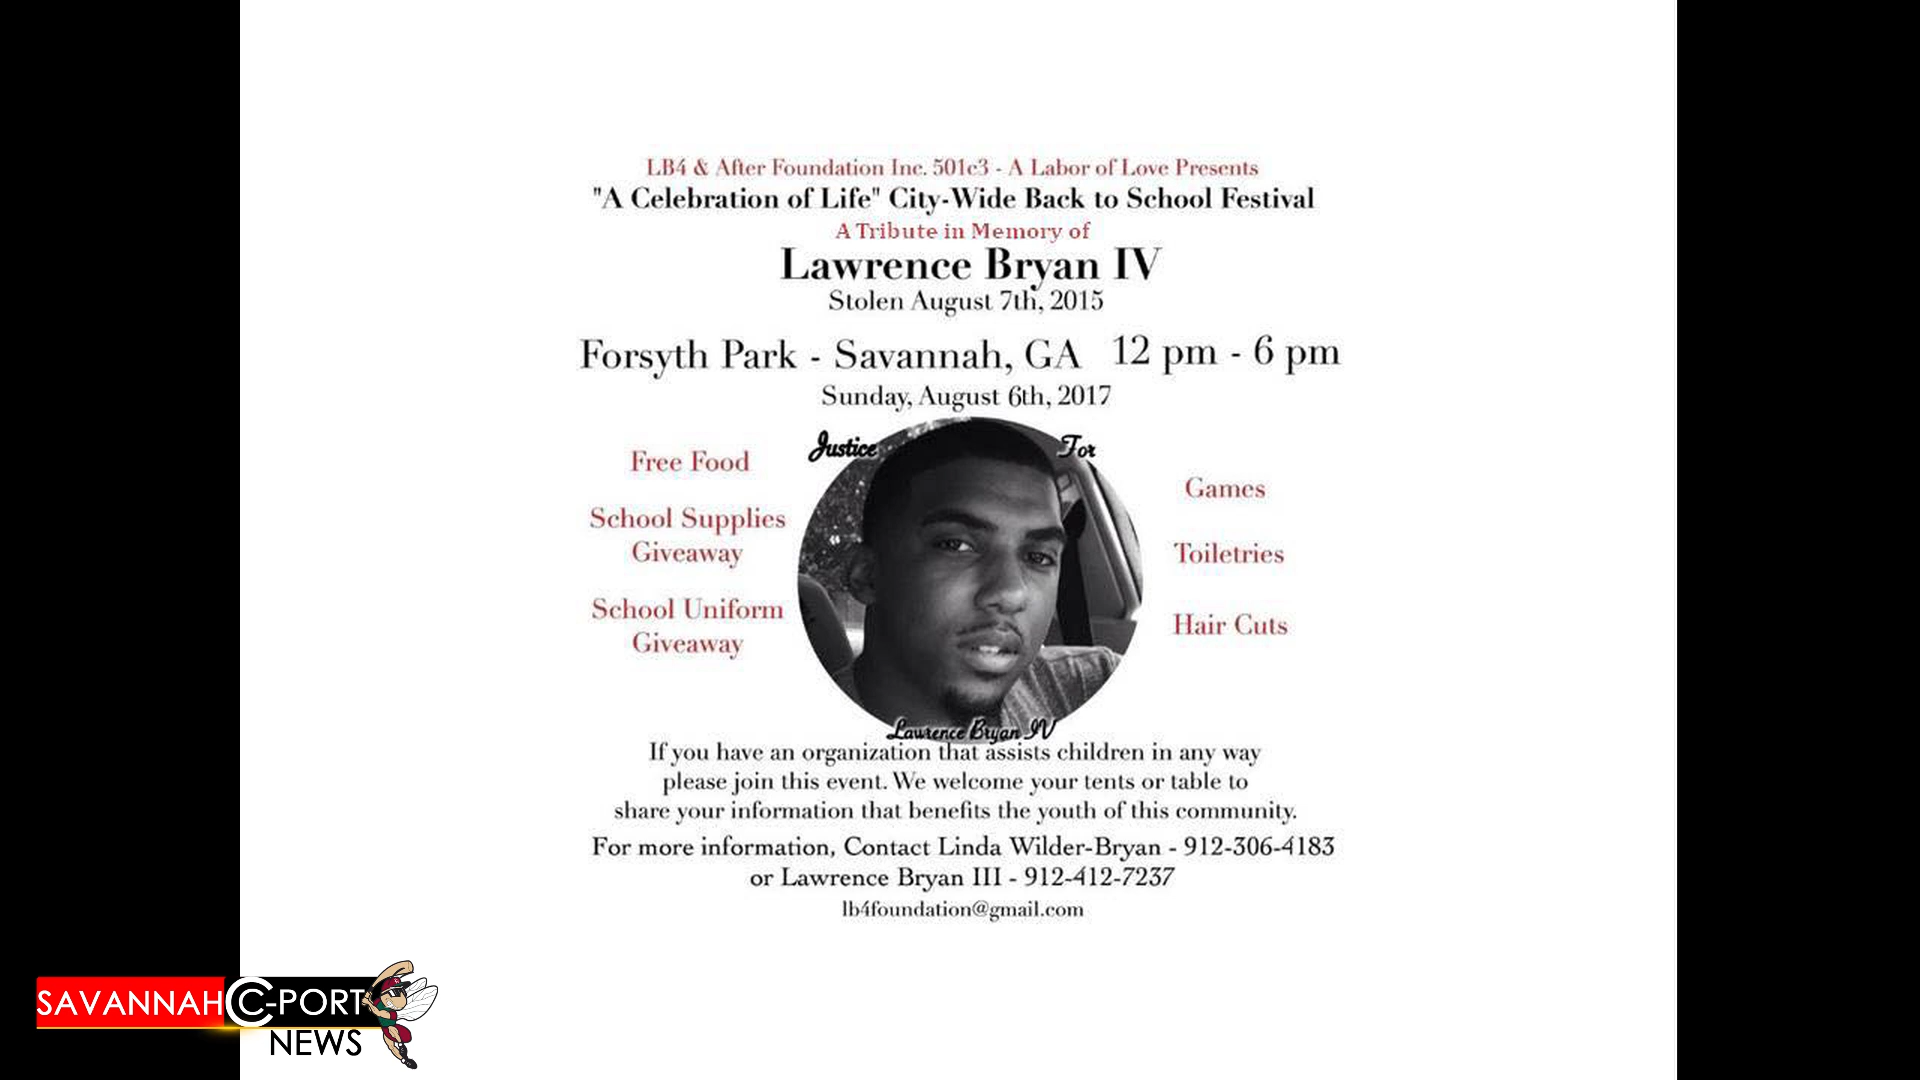 LB4 & After Foundation Inc. 501c3 - A Labor of Love Presents
"A Celebration of Life" City-Wide Back to School Festival
A Tribute in Memory of
Lawrence Bryan IV
Stolen August 7th, 2015
Forsyth Park - Savannah, GA 12 pm - 6 pm
Sunday, August 6th, 2017
Justice For
Free Food
School Supplies
Giveaway
School Uniform
Giveaway
Games
Toiletries
Hair Cuts
Lawrence Bryan IV
If you have an organization that assists children in any way
please join this event. We welcome your tents or table to
share your information that benefits the youth of this community.
For more information, Contact Linda Wilder-Bryan - 912-306-4183
or Lawrence Bryan III - 912-412-7237
lb4foundation@gmail.com
SAVANNAH C-PORT
NEWS